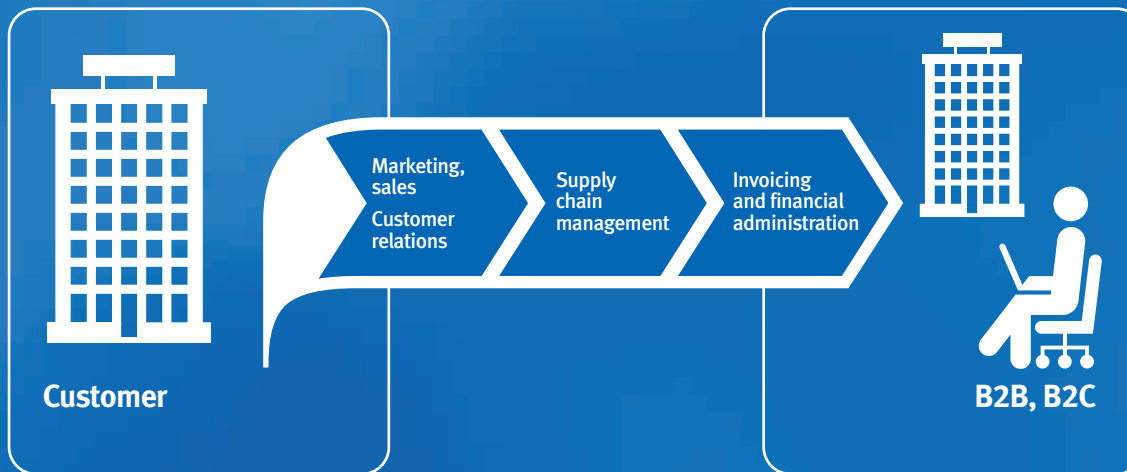 Marketing,
sales
Customer
relations
Supply
chain
management
Invoicing
and financial
administration
Customer
B2B, B2C